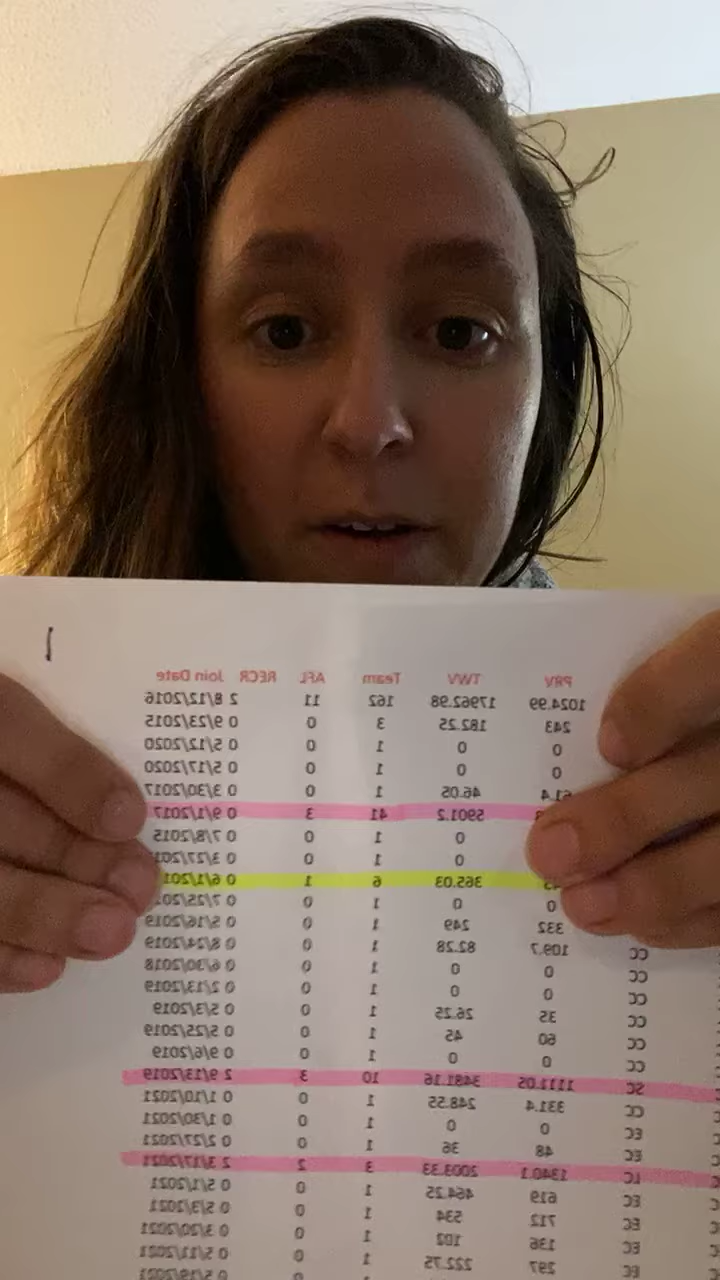 PRV TWV Team AFL RECR Join Date
1024.99 17962.98 162 11 2 8/12/2016
243 182.25 3 0 0 9/23/2015
0 0 1 0 0 5/12/2020
0 0 1 0 0 5/17/2020
61.4 46.05 1 0 0 3/30/2017
5901.2 41 3 0 9/1/2017
0 1 0 0 7/8/2015
0 1 0 0
365.03 6 1 0
0 0 1 0 0
332 249 1 0 0 5/16/2019
CC 109.7 82.28 1 0 0 8/24/2019
CC 0 0 1 0 0 6/30/2018
CC 0 0 1 0 0 2/13/2019
CC 35 26.25 1 0 0 5/3/2019
CC 60 45 1 0 0 5/25/2019
CC 0 0 1 0 0 9/6/2019
SC 1111.05 3481.16 10 3 2 9/13/2019
CC 331.4 248.55 1 0 0 1/10/2021
EC 0 0 1 0 0 1/30/2021
EC 48 36 1 0 0 2/27/2021
LC 1340.1 2003.33 3 2 2 3/17/2021
EC 619 464.25 1 0 0 5/1/2021
EC 712 534 1 0 0 5/3/2021
EC 136 102 1 0 0 3/20/2021
EC 297 222.75 1 0 0 5/11/2021